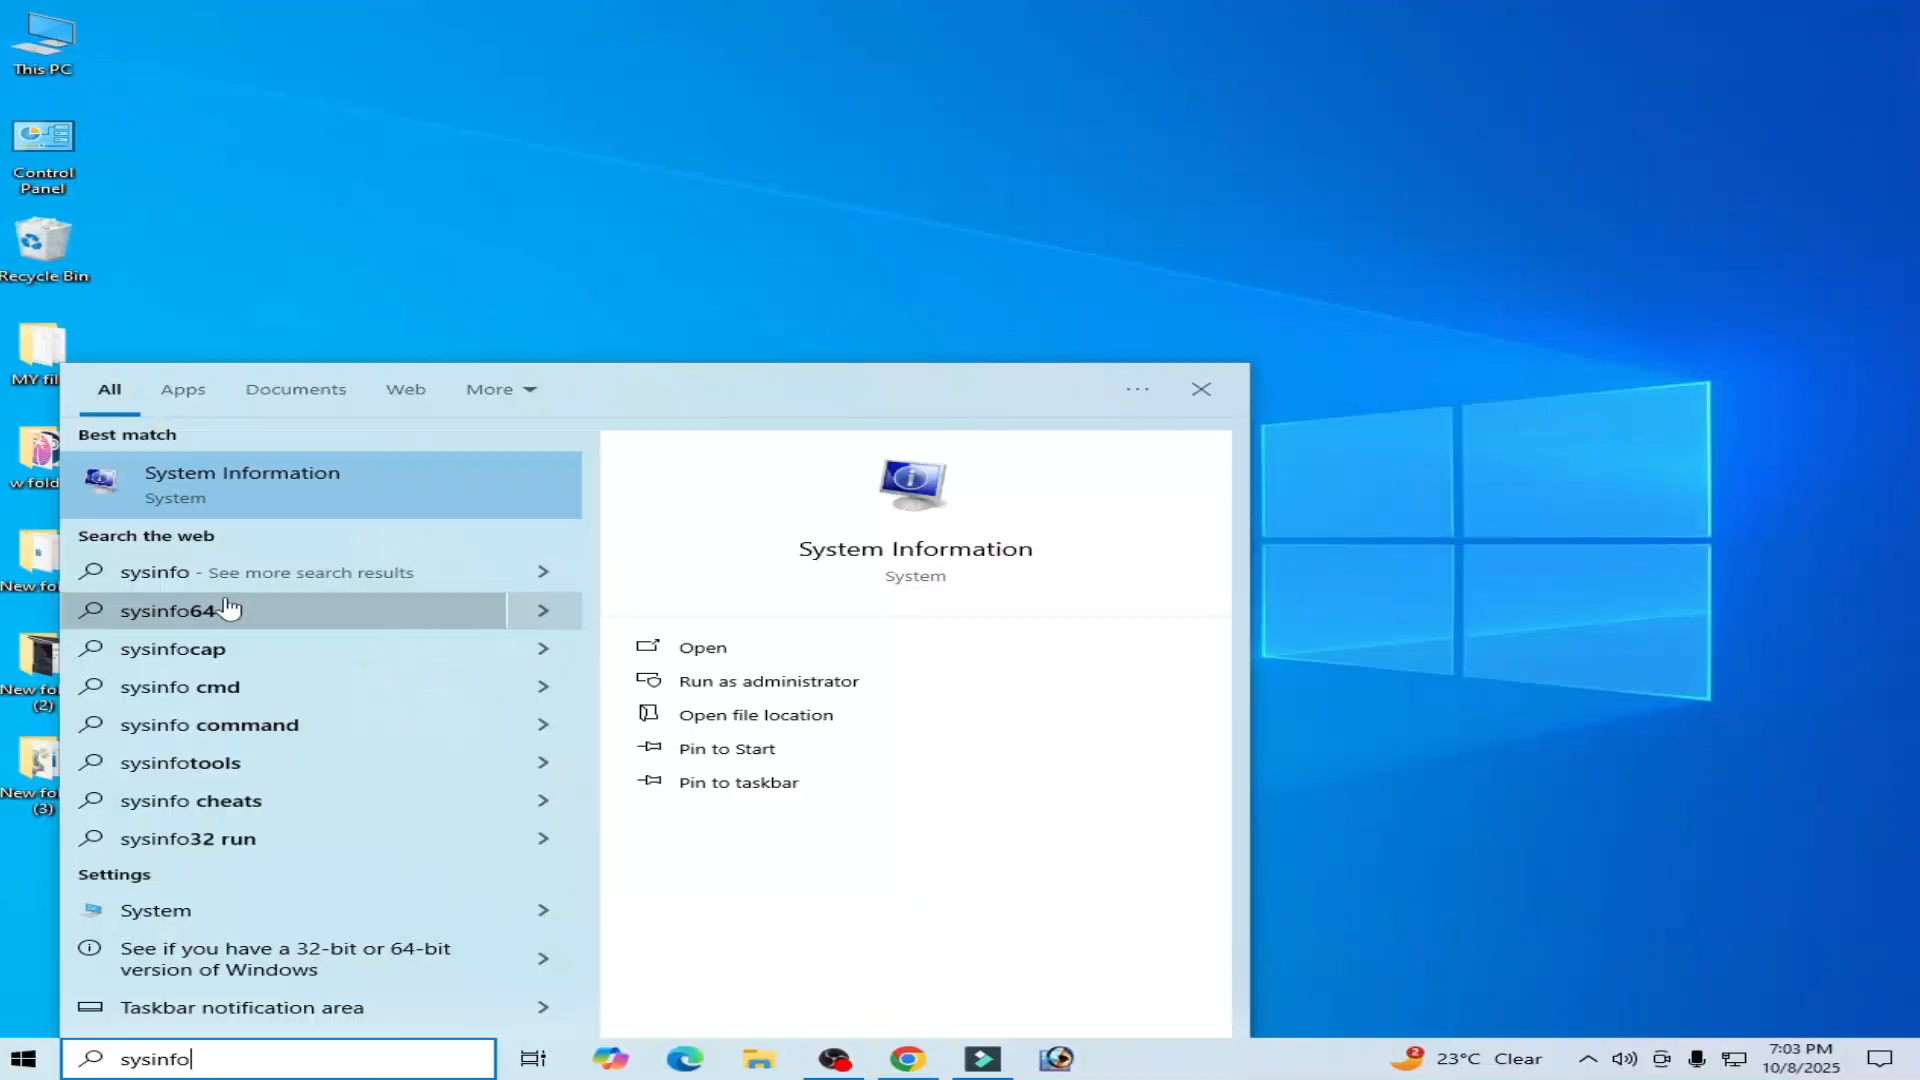 This PC
Control
Panel
Recycle Bin
MY fil
w fold
New fo
New fo
(2)
New fo
(3)
All
Apps
Documents
Web
More
Best match
System Information
System
Search the web
sysinfo - See more search results
sysinfo64
sysinfocap
sysinfo cmd
sysinfo command
sysinfotools
sysinfo cheats
sysinfo32 run
Settings
System
See if you have a 32-bit or 64-bit
version of Windows
Taskbar notification area
System Information
System
Open
Run as administrator
Open file location
Pin to Start
Pin to taskbar
sysinfo
2
23°C Clear
7:03 PM
10/8/2025